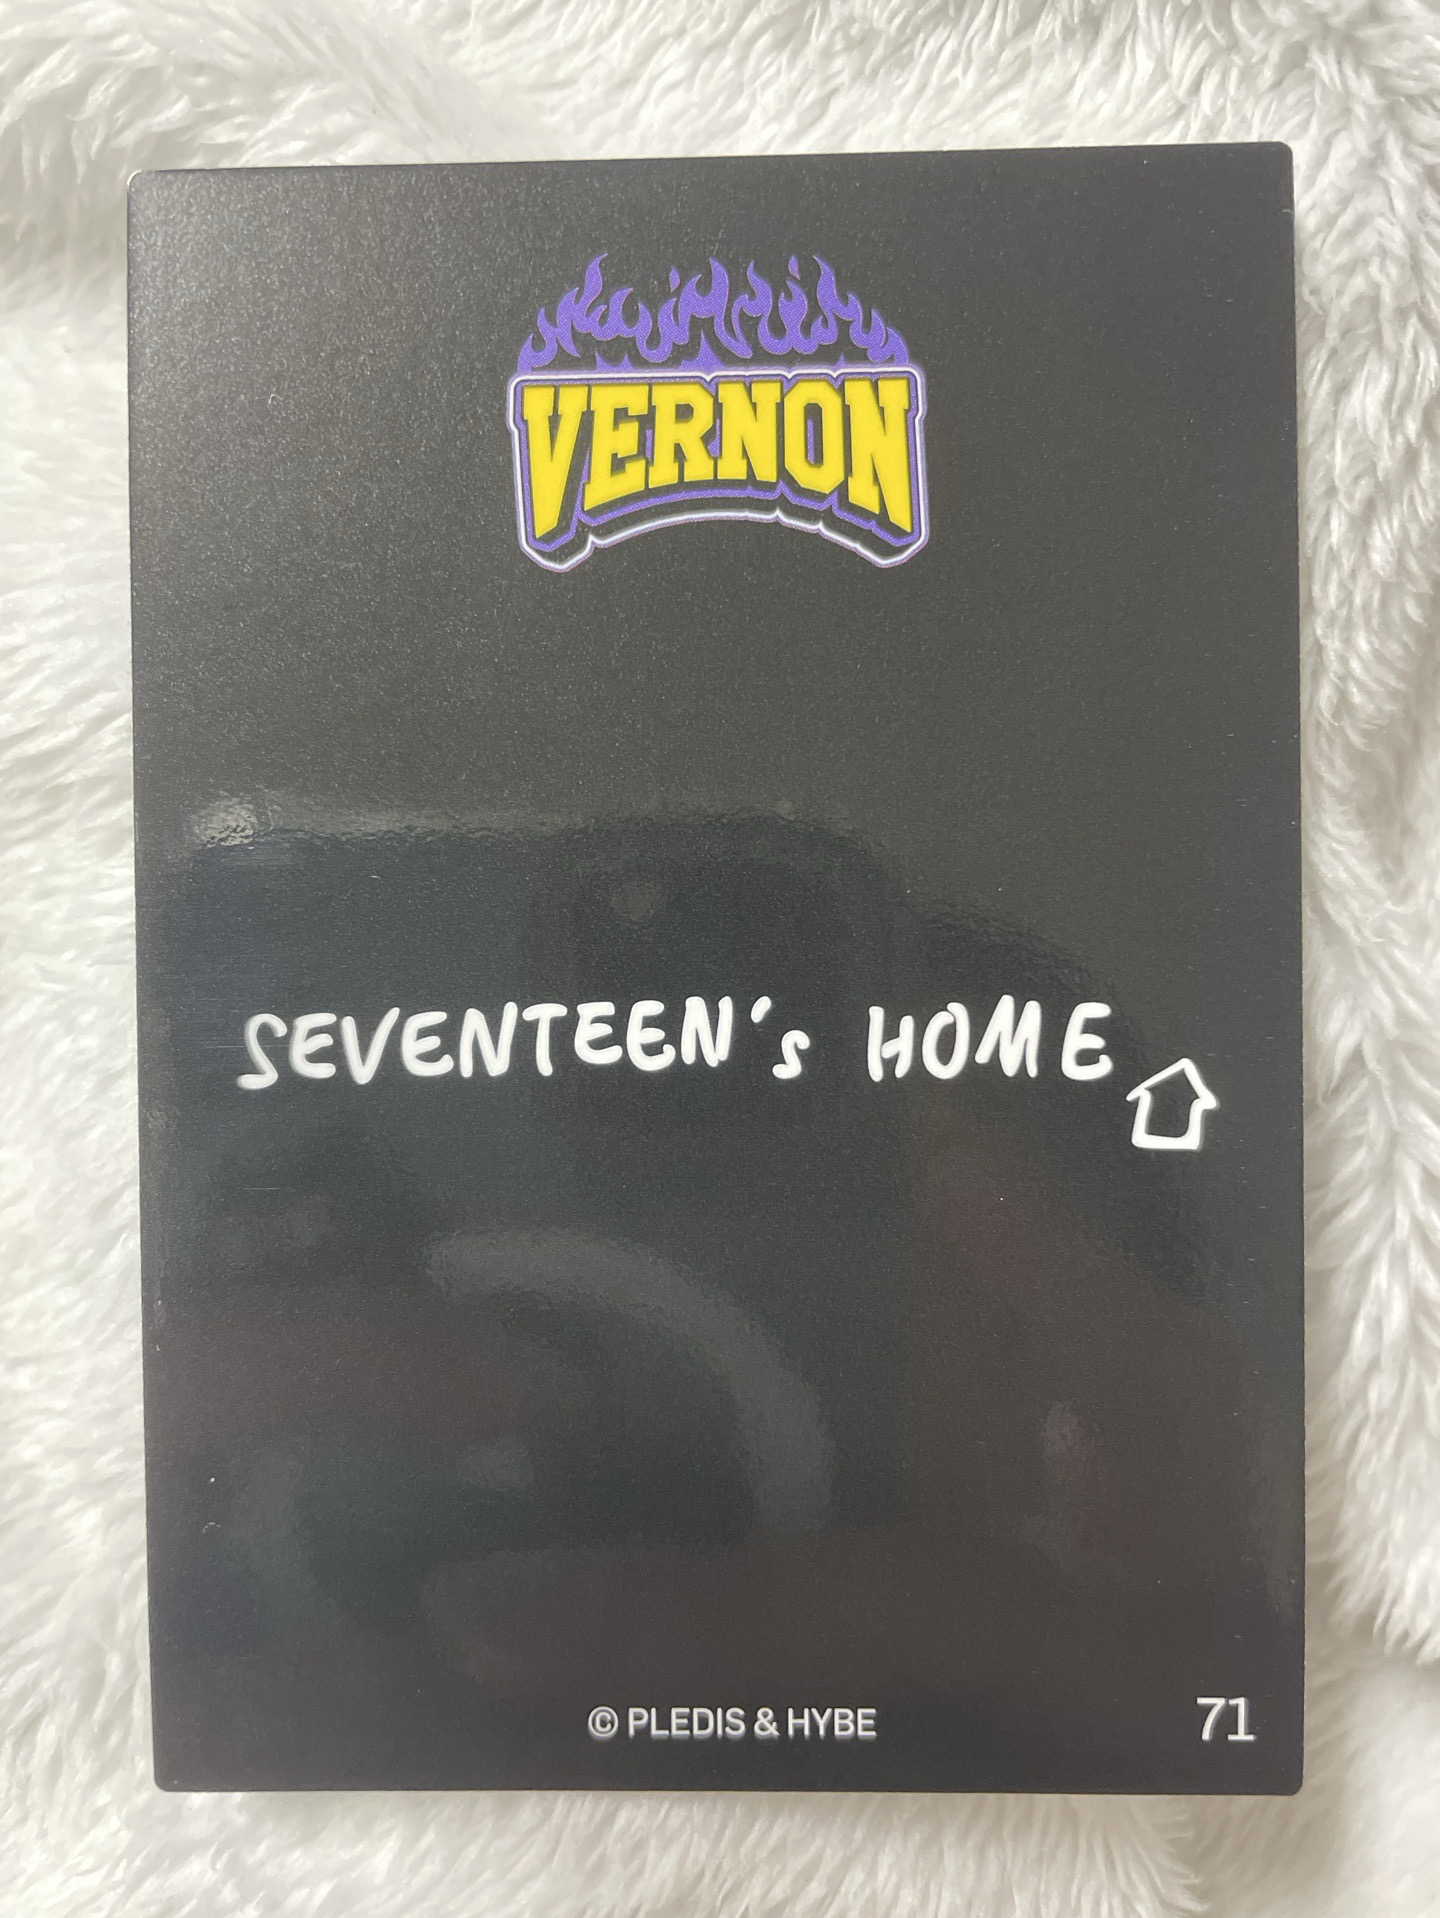 VERNON
SEVENTEEN's HOME
© PLEDIS & HYBE
71